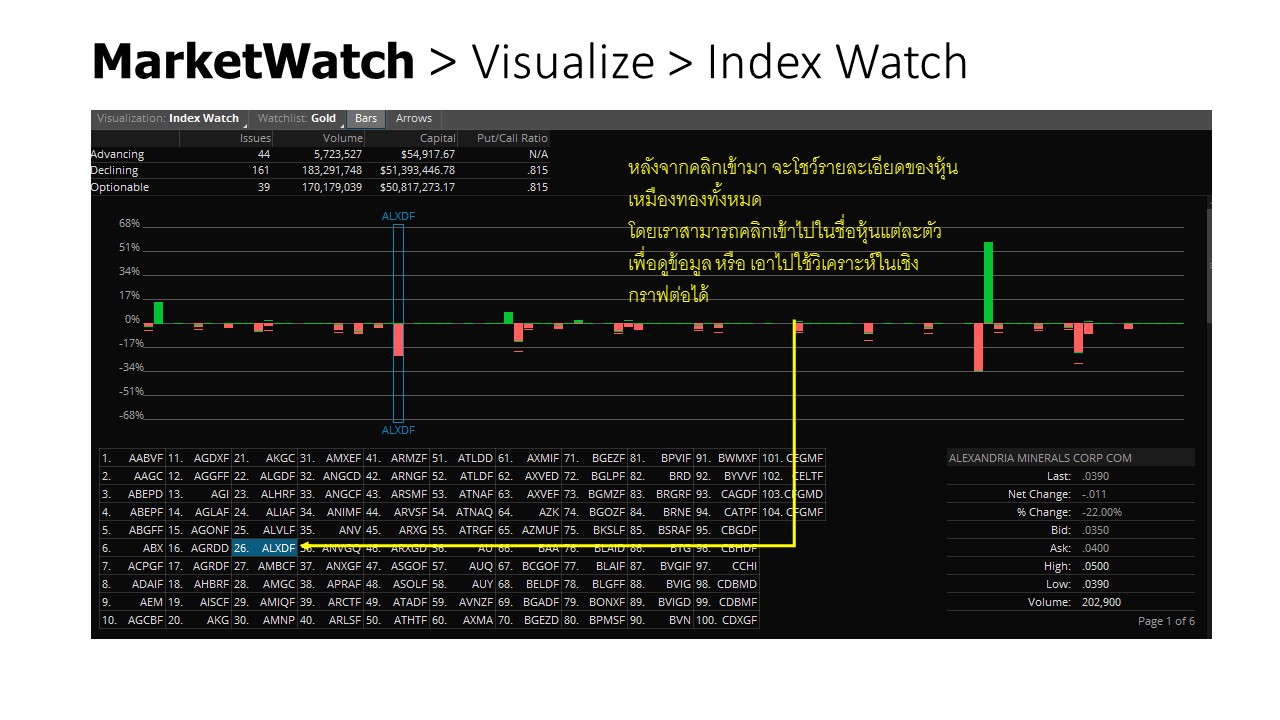 MarketWatch > Visualize > Index Watch
Visualization: Index Watch Watchlist: Gold Bars Arrows
Issues Volume Capital Put/Call Ratio
Advancing 44 5,723,527 $54,917.67 N/A
Declining 161 183,291,748 $51,393,446.78 .815
Optionable 39 170,179,039 $50,817,273.17 .815
หลังจากคลิกเข้ามา จะโชว์รายละเอียดของหุ้น
เหมืองทองทั้งหมด
โดยเราสามารถคลิกเข้าไปในชื่อหุ้นแต่ละตัว
เพื่อดูข้อมูล หรือ เอาไปใช้วิเคราะห์ในเชิง
กราฟต่อได้
ALXDF
68%
51%
34%
17%
0%
-17%
-34%
-51%
-68%
ALXDF
1. AABVF 11. AGDXF 21. AKGC 31. AMXEF 41. ARMZF 51. ATLDD 61. AXMIF 71. BGEZF 81. BPVIF 91. BWMXF 101. CEGMF
2. AAGC 12. AGGFF 22. ALGDF 32. ANGCD 42. ARNGF 52. ATLDF 62. AXVED 72. BGLPF 82. BRD 92. BYVVF 102. CELTF
3. ABEPD 13. AGI 23. ALHRF 33. ANGCF 43. ARSMF 53. ATNAF 63. AXVEF 73. BGMZF 83. BRGRF 93. CAGDF 103. CFGMD
4. ABEPF 14. AGLAF 24. ALIAF 34. ANIMF 44. ARVSF 54. ATNAQ 64. AZK 74. BGOZF 84. BRNE 94. CATPF 104. CFGMF
5. ABGFF 15. AGONF 25. ALVLF 35. ANV 45. ARXG 55. ATRGF 65. AZMUF 75. BKSLF 85. BSRAF 95. CBGDF
6. ABX 16. AGRDD 26. ALXDF 36. ANVGQ 46. ARXGD 56. AU 66. BAA 76. BLAID 86. BTG 96. CBHDF
7. ACPGF 17. AGRDF 27. AMBCF 37. ANXGF 47. ASGOF 57. AUQ 67. BCGOF 77. BLAIF 87. BVGIF 97. CCHI
8. ADAIF 18. AHBRF 28. AMGC 38. APRAF 48. ASOLF 58. AUY 68. BELDF 78. BLGFF 88. BVIG 98. CDBMD
9. AEM 19. AISCF 29. AMIQF 39. ARCTF 49. ATADF 59. AVNZF 69. BGADF 79. BONXF 89. BVIGD 99. CDBMF
10. AGCBF 20. AKG 30. AMNP 40. ARLSF 50. ATHTF 60. AXMA 70. BGEZD 80. BPMSF 90. BVN 100. CDXGF
ALEXANDRIA MINERALS CORP COM
Last: .0390
Net Change: -.011
% Change: -22.00%
Bid: .0350
Ask: .0400
High: .0500
Low: .0390
Volume: 202,900
Page 1 of 6